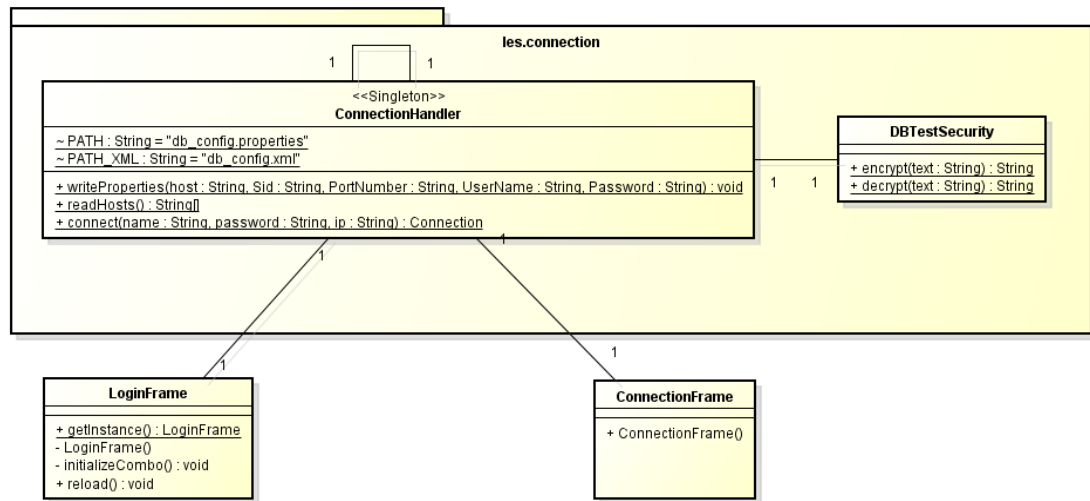 les.connection
1
1
<<Singleton>>
ConnectionHandler
~ PATH : String = "db_config.properties"
~ PATH_XML : String = "db_config.xml"
+ writeProperties(host : String, Sid : String, PortNumber : String, UserName : String, Password : String) : void
+ readHosts() : String[]
+ connect(name : String, password : String, ip : String) : Connection
DBTestSecurity
+ encrypt(text : String) : String
+ decrypt(text : String) : String
1
1
1
1
1
1
LoginFrame
+ getInstance() : LoginFrame
- LoginFrame()
- initializeCombo() : void
+ reload() : void
ConnectionFrame
+ ConnectionFrame()